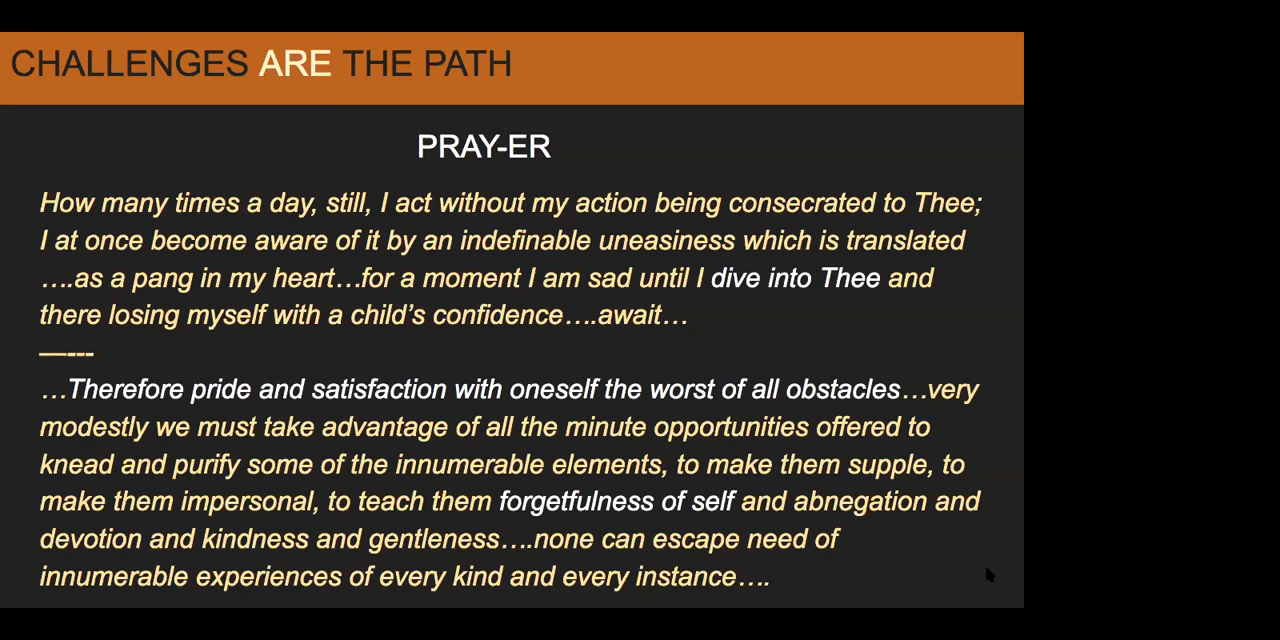 CHALLENGES ARE THE PATH
PRAY-ER
How many times a day, still, I act without my action being consecrated to Thee;
I at once become aware of it by an indefinable uneasiness which is translated
….as a pang in my heart…for a moment I am sad until I dive into Thee and
there losing myself with a child’s confidence….await…
—---
…Therefore pride and satisfaction with oneself the worst of all obstacles…very
modestly we must take advantage of all the minute opportunities offered to
knead and purify some of the innumerable elements, to make them supple, to
make them impersonal, to teach them forgetfulness of self and abnegation and
devotion and kindness and gentleness….none can escape need of
innumerable experiences of every kind and every instance….